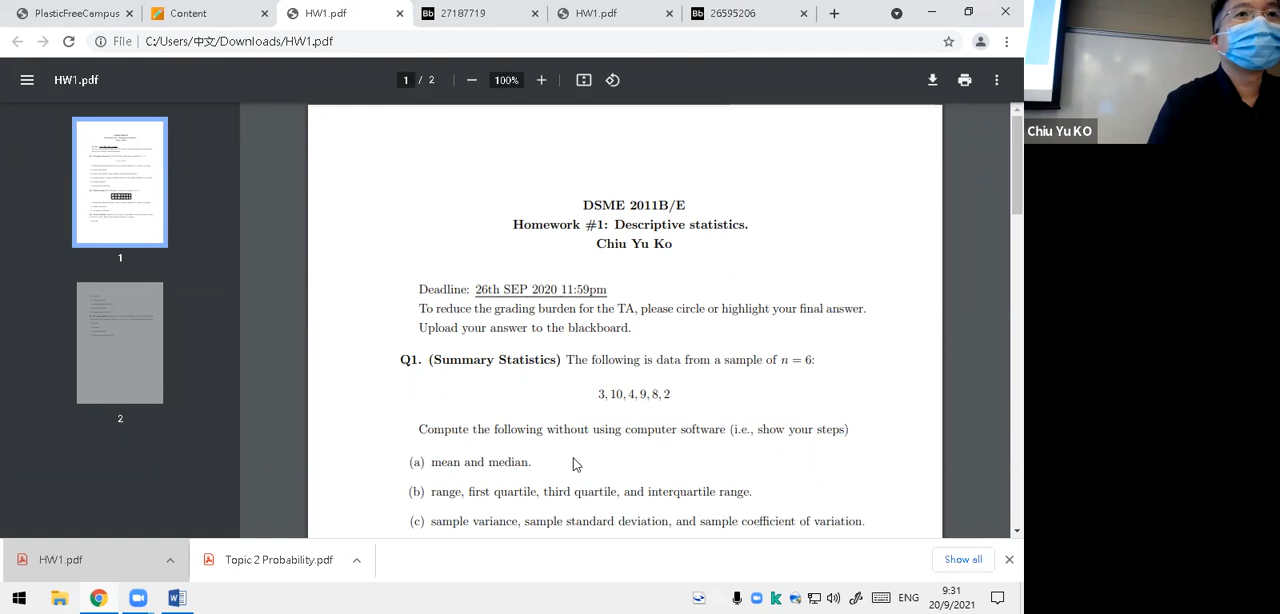 PlasticFreeCampus
Content
HW1.pdf
27187719
HW1.pdf
26595206
File
C:/Users/中文/Downloads/HW1.pdf
HW1.pdf
1 / 2
100%
1
2
DSME 2011B/E
Homework #1: Descriptive statistics.
Chiu Yu Ko
Deadline: 26th SEP 2020 11:59pm
To reduce the grading burden for the TA, please circle or highlight your final answer.
Upload your answer to the blackboard.
Q1. (Summary Statistics) The following is data from a sample of n = 6:
3, 10, 4, 9, 8, 2
Compute the following without using computer software (i.e., show your steps)
(a) mean and median.
(b) range, first quartile, third quartile, and interquartile range.
(c) sample variance, sample standard deviation, and sample coefficient of variation.
Chiu Yu KO
HW1.pdf
Topic 2 Probability.pdf
Show all
ENG
9:31
20/9/2021